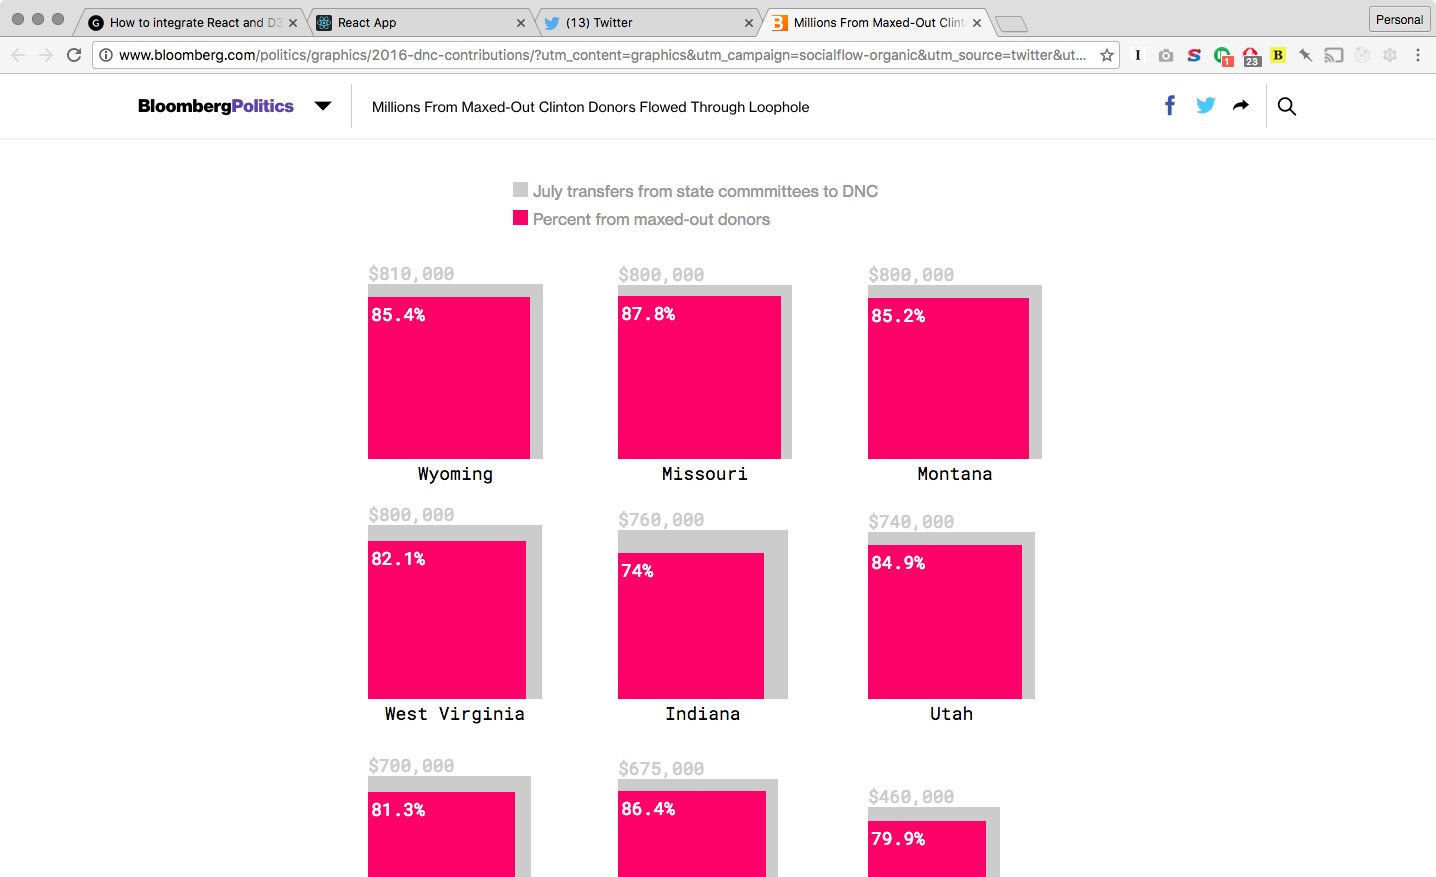 How to integrate React and D3
React App
(13) Twitter
Millions From Maxed-Out Clint
Personal
www.bloomberg.com/politics/graphics/2016-dnc-contributions/?utm_content=graphics&utm_campaign=socialflow-organic&utm_source=twitter&ut...
1
23
B
BloombergPolitics
Millions From Maxed-Out Clinton Donors Flowed Through Loophole
July transfers from state commmittees to DNC
Percent from maxed-out donors
$810,000
$800,000
$800,000
85.4%
87.8%
85.2%
Wyoming
Missouri
Montana
$800,000
$760,000
$740,000
82.1%
74%
84.9%
West Virginia
Indiana
Utah
$700,000
$675,000
$460,000
81.3%
86.4%
79.9%